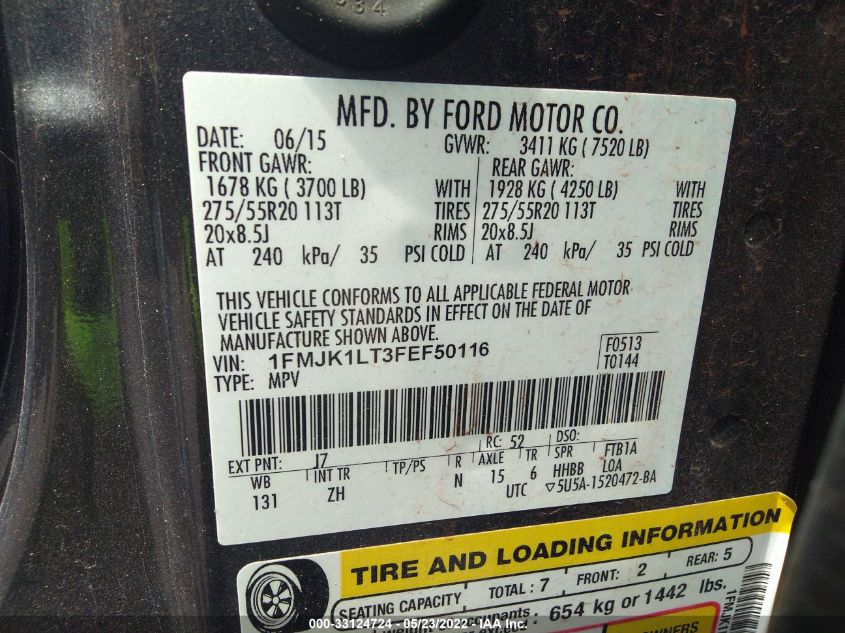 534
MFD. BY FORD MOTOR CO.
DATE: 06/15 GVWR: 3411 KG ( 7520 LB)
FRONT GAWR: REAR GAWR:
1678 KG ( 3700 LB) WITH 1928 KG ( 4250 LB) WITH
275/55R20 113T TIRES 275/55R20 113T TIRES
20x8.5J RIMS 20x8.5J RIMS
AT 240 kPa/ 35 PSI COLD AT 240 kPa/ 35 PSI COLD
THIS VEHICLE CONFORMS TO ALL APPLICABLE FEDERAL MOTOR
VEHICLE SAFETY STANDARDS IN EFFECT ON THE DATE OF
MANUFACTURE SHOWN ABOVE.
VIN: 1FMJK1LT3FEF50116 F0513
TYPE: MPV T0144
EXT PNT: J7 RC: 52 DSO:
WB INT TR TP/PS R AXLE TR SPR FTB1A
131 ZH N 15 6 HHBB LOA
UTC ▽5U5A-1520472-BA
TIRE AND LOADING INFORMATION
SEATING CAPACITY TOTAL: 7 FRONT: 2 REAR: 5
654 kg or 1442 lbs.
1FMJK
OWNERS
000-33124724 — 05/23/2022 — IAA Inc.